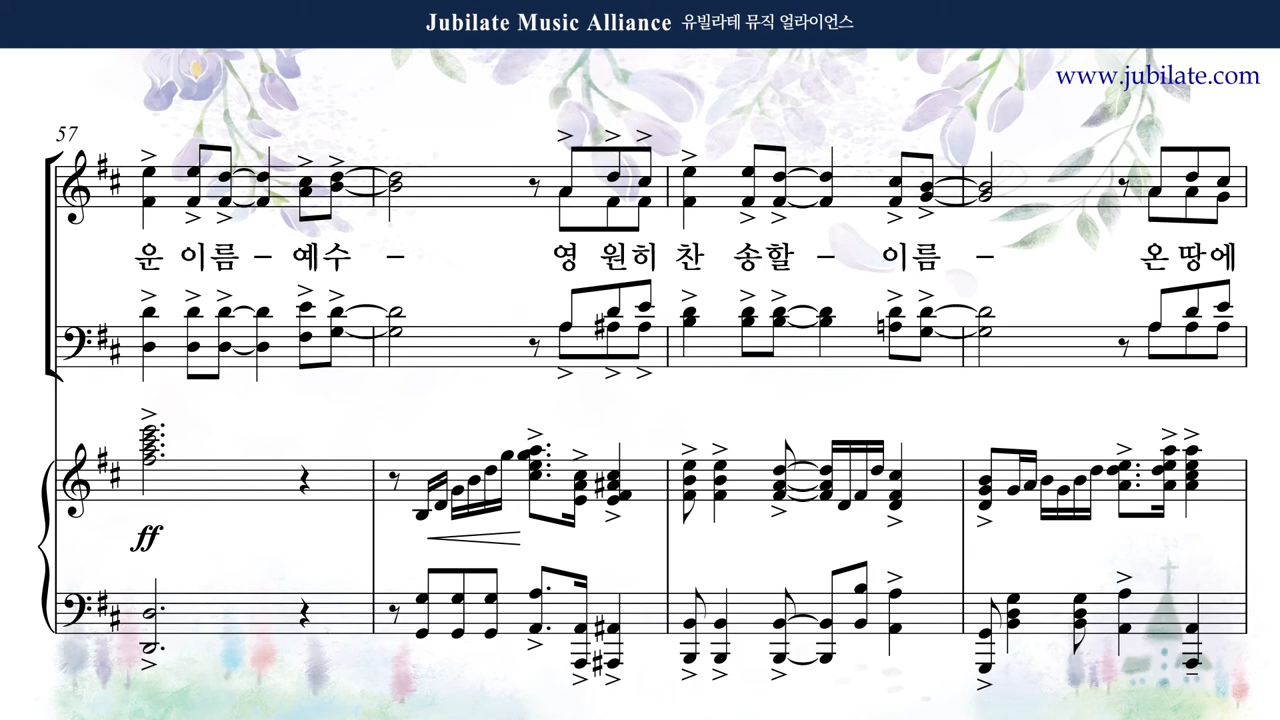 Jubilate Music Alliance 유빌라테 뮤직 얼라이언스
www.jubilate.com
57
운 이름 – 예수 – 영 원히 찬 송할 – 이름 – 온 땅에
ff